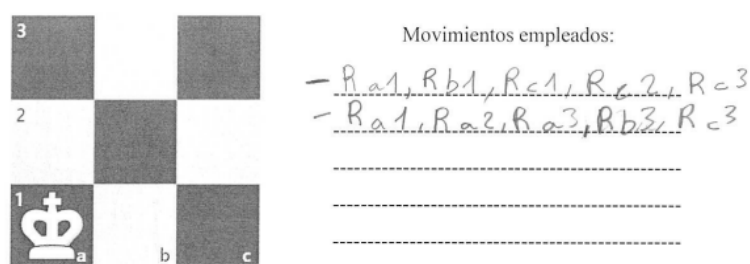 3
Movimientos empleados:
- Ra1, Rb1, Rc1, Rc2, Rc3
2
- Ra1, Ra2, Ra3, Rb3, Rc3
1
a b c